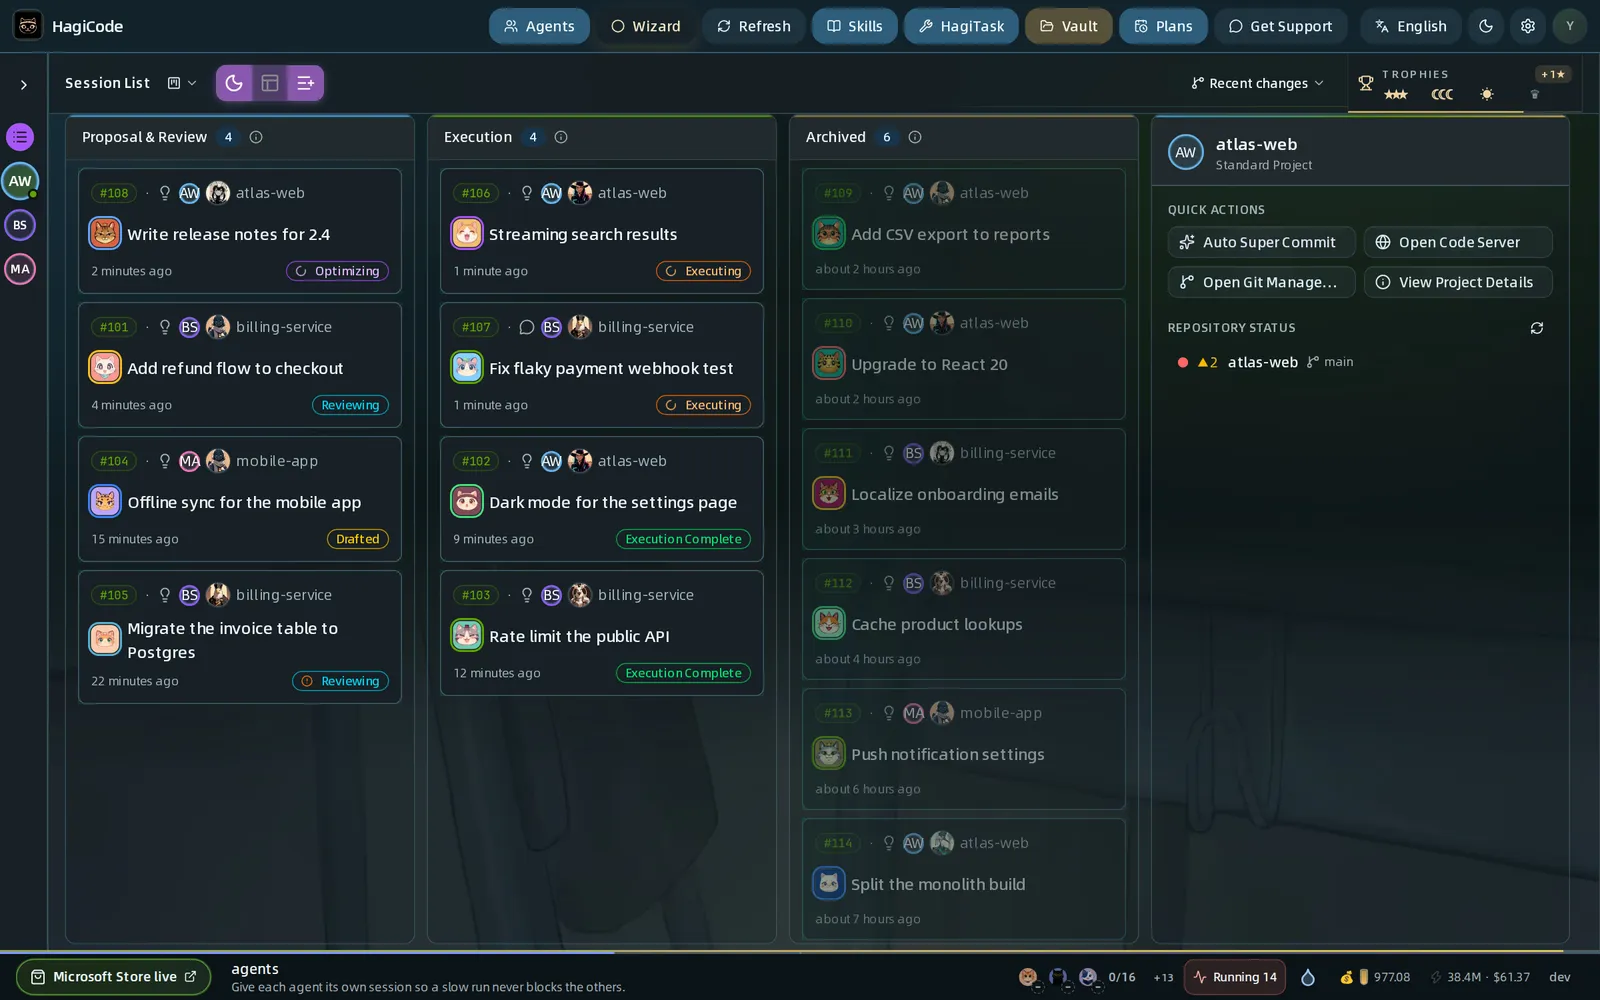 HagiCode
Agents
Wizard
Refresh
Skills
HagiTask
Vault
Plans
Get Support
English
Y
Session List
Recent changes
TROPHIES
+1★
AW
BS
MA
Proposal & Review 4
#108 · AW atlas-web
Write release notes for 2.4
2 minutes ago Optimizing
#101 · BS billing-service
Add refund flow to checkout
4 minutes ago Reviewing
#104 · MA mobile-app
Offline sync for the mobile app
15 minutes ago Drafted
#105 · BS billing-service
Migrate the invoice table to
Postgres
22 minutes ago Reviewing
Execution 4
#106 · AW atlas-web
Streaming search results
1 minute ago Executing
#107 · BS billing-service
Fix flaky payment webhook test
1 minute ago Executing
#102 · AW atlas-web
Dark mode for the settings page
9 minutes ago Execution Complete
#103 · BS billing-service
Rate limit the public API
12 minutes ago Execution Complete
Archived 6
#109 · AW atlas-web
Add CSV export to reports
about 2 hours ago
#110 · AW atlas-web
Upgrade to React 20
about 2 hours ago
#111 · BS billing-service
Localize onboarding emails
about 3 hours ago
#112 · BS billing-service
Cache product lookups
about 4 hours ago
#113 · MA mobile-app
Push notification settings
about 6 hours ago
#114 · AW atlas-web
Split the monolith build
about 7 hours ago
AW atlas-web
Standard Project
QUICK ACTIONS
Auto Super Commit
Open Code Server
Open Git Manage...
View Project Details
REPOSITORY STATUS
▲2 atlas-web main
Microsoft Store live
agents
Give each agent its own session so a slow run never blocks the others.
0/16
+13
Running 14
977.08
38.4M · $61.37
dev